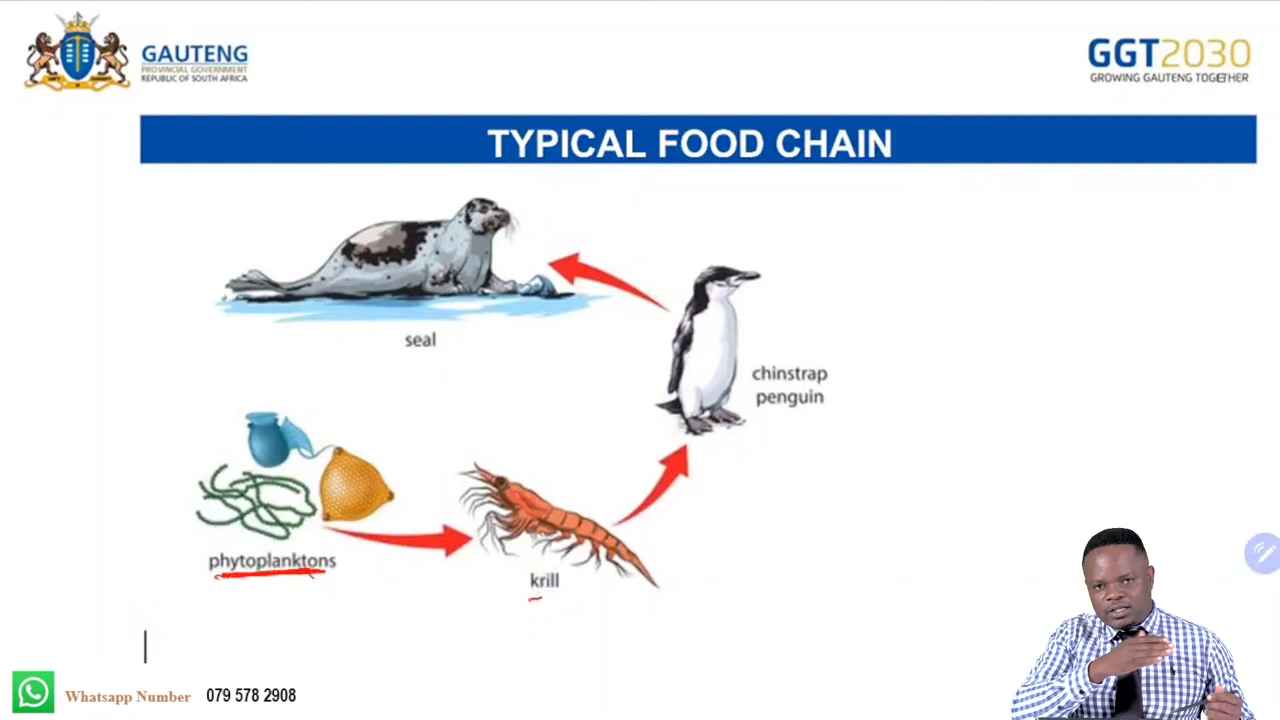 GAUTENG
PROVINCIAL GOVERNMENT
REPUBLIC OF SOUTH AFRICA
GGT2030
GROWING GAUTENG TOGETHER
TYPICAL FOOD CHAIN
seal
chinstrap
penguin
phytoplanktons
krill
Whatsapp Number 079 578 2908